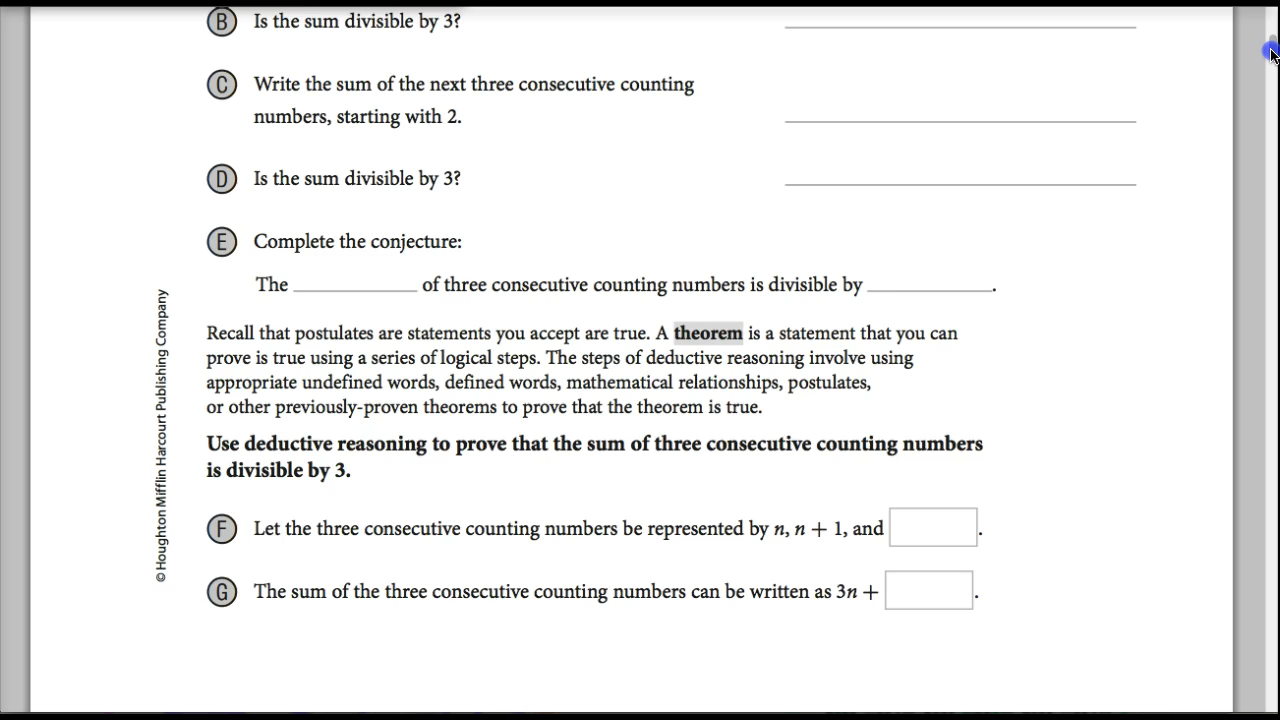 B Is the sum divisible by 3?
C Write the sum of the next three consecutive counting
numbers, starting with 2.
D Is the sum divisible by 3?
E Complete the conjecture:
The ____________ of three consecutive counting numbers is divisible by ____________.
Recall that postulates are statements you accept are true. A theorem is a statement that you can
prove is true using a series of logical steps. The steps of deductive reasoning involve using
appropriate undefined words, defined words, mathematical relationships, postulates,
or other previously-proven theorems to prove that the theorem is true.
Use deductive reasoning to prove that the sum of three consecutive counting numbers
is divisible by 3.
F Let the three consecutive counting numbers be represented by n, n + 1, and .
G The sum of the three consecutive counting numbers can be written as 3n + .
© Houghton Mifflin Harcourt Publishing Company